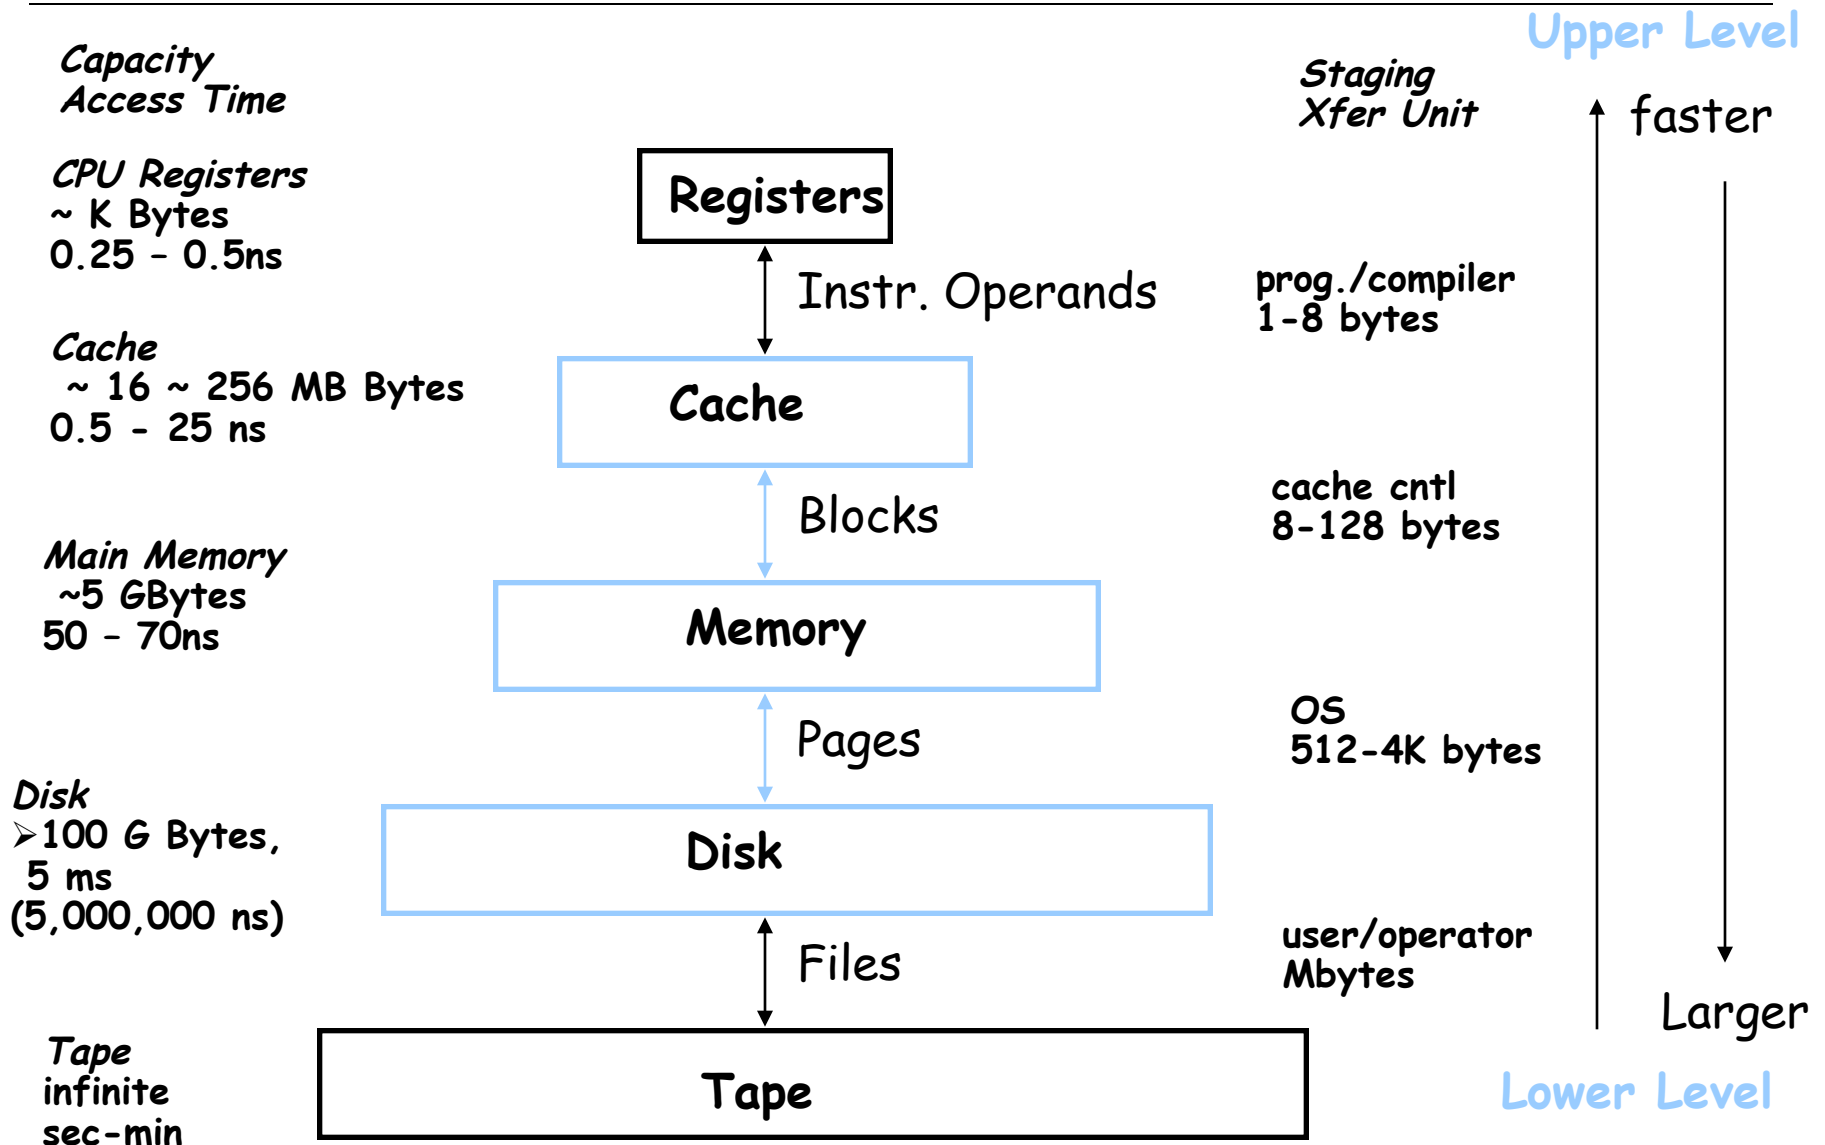 Upper Level
Capacity
Access Time
Staging
Xfer Unit
faster
CPU Registers
~ K Bytes
0.25 – 0.5ns
Registers
Instr. Operands
prog./compiler
1-8 bytes
Cache
~ 16 ~ 256 MB Bytes
0.5 - 25 ns
Cache
Blocks
cache cntl
8-128 bytes
Main Memory
~5 GBytes
50 – 70ns
Memory
Pages
OS
512-4K bytes
Disk
➢100 G Bytes,
5 ms
(5,000,000 ns)
Disk
Files
user/operator
Mbytes
Larger
Tape
infinite
sec-min
Tape
Lower Level